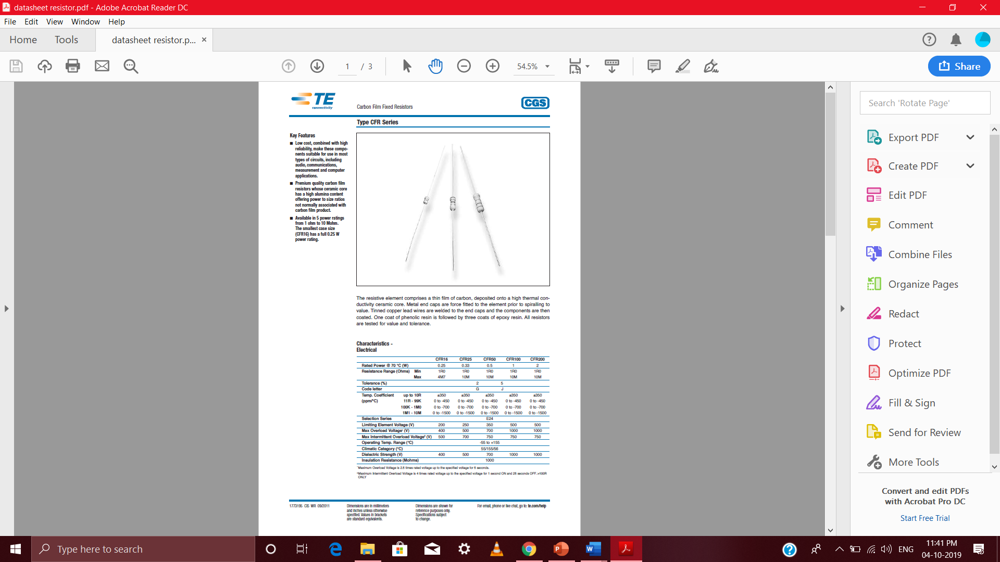 datasheet resistor.pdf - Adobe Acrobat Reader DC
File Edit View Window Help
Home Tools datasheet resistor.p... ×
1 / 3 54.5% Share
TE
connectivity
Carbon Film Fixed Resistors
CGS
Type CFR Series
Key Features
■ Low cost, combined with high
reliability, make these compo-
nents suitable for use in most
types of circuits, including
audio, communications,
measurement and computer
applications.
■ Premium quality carbon film
resistors whose ceramic core
has a high alumina content
offering power to size ratios
not normally associated with
carbon film product.
■ Available in 5 power ratings
from 1 ohm to 10 Mohm.
The smallest case size
(CFR16) has a full 0.25 W
power rating.
The resistive element comprises a thin film of carbon, deposited onto a high thermal con-
ductivity ceramic core. Metal end caps are force fitted to the element prior to spiralling to
value. Tinned copper lead wires are welded to the end caps and the components are then
coated. One coat of phenolic resin is followed by three coats of epoxy resin. All resistors
are tested for value and tolerance.
Characteristics -
Electrical
CFR16 CFR25 CFR50 CFR100 CFR200
Rated Power @ 70 °C (W) 0.25 0.33 0.5 1 2
Resistance Range (Ohms) Min 1R0 1R0 1R0 1R0 1R0
Max 4M7 10M 10M 10M 10M
Tolerance (%) 2 5
Code letter G J
Temp. Coefficient up to 10R ±350 ±350 ±350 ±350 ±350
(ppm/°C) 11R - 99K 0 to -450 0 to -450 0 to -450 0 to -450 0 to -450
100K - 1M0 0 to -700 0 to -700 0 to -700 0 to -700 0 to -700
1M1 - 10M 0 to -1500 0 to -1500 0 to -1500 0 to -1500 0 to -1500
Selection Series E24
Limiting Element Voltage (V) 200 250 350 500 500
Max Overload Voltage¹ (V) 400 500 700 1000 1000
Max Intermittent Overload Voltage² (V) 500 700 750 750 750
Operating Temp. Range (°C) -55 to +155
Climatic Category (°C) 55/155/56
Dielectric Strength (V) 400 500 700 1000 1000
Insulation Resistance (Mohms) 1000
¹Maximum Overload Voltage is 2.5 times rated voltage up to the specified voltage for 5 seconds.
²Maximum Intermittent Overload Voltage is 4 times rated voltage up to the specified voltage for 1 second ON and 25 seconds OFF. >100R
ONLY
1773195 CIS WR 09/2011
Dimensions are in millimeters
and inches unless otherwise
specified. Values in brackets
are standard equivalents.
Dimensions are shown for
reference purposes only.
Specifications subject
to change.
For email, phone or live chat, go to: te.com/help
Search 'Rotate Page'
Export PDF
Create PDF
Edit PDF
Comment
Combine Files
Organize Pages
Redact
Protect
Optimize PDF
Fill & Sign
Send for Review
More Tools
Convert and edit PDFs
with Acrobat Pro DC
Start Free Trial
Type here to search
ENG
11:41 PM
04-10-2019